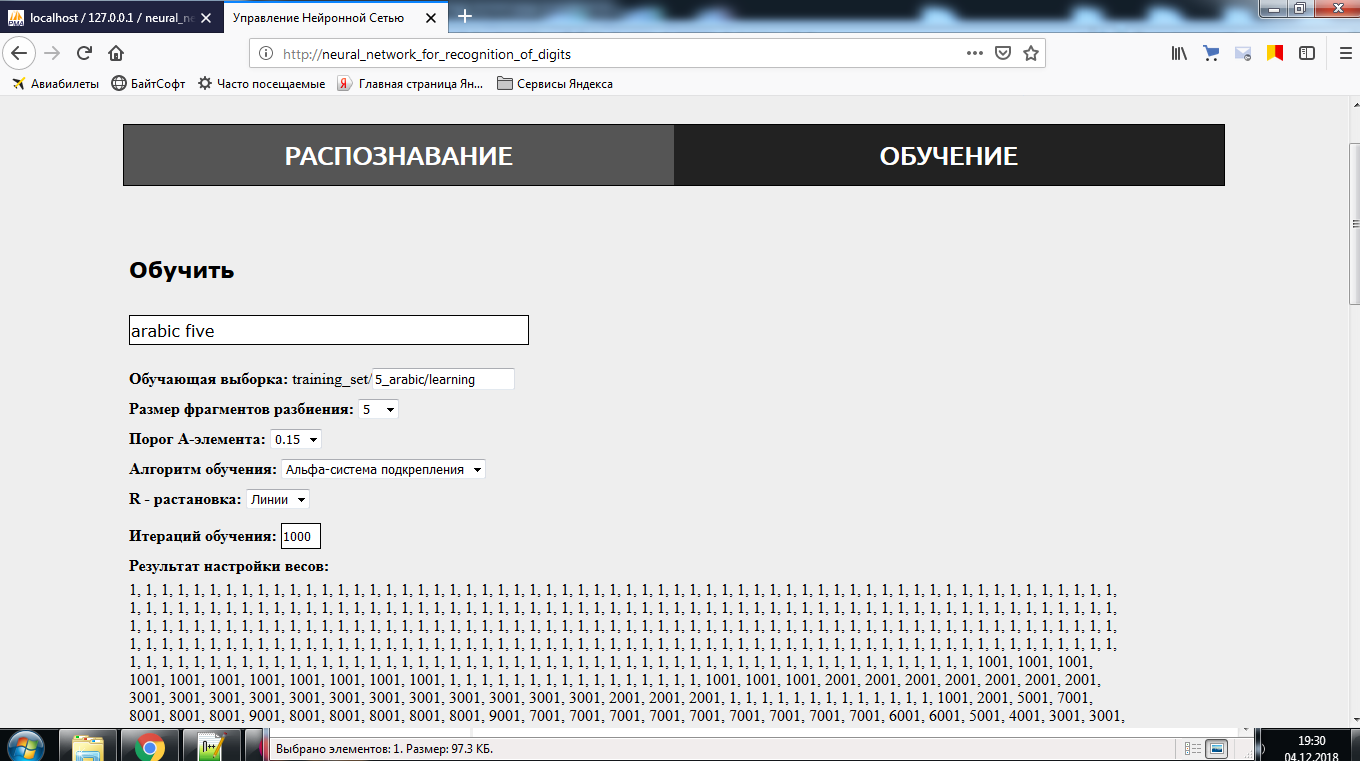 localhost / 127.0.0.1 / neural_ne
Управление Нейронной Сетью
http://neural_network_for_recognition_of_digits
Авиабилеты БайтСофт Часто посещаемые Главная страница Ян... Сервисы Яндекса
РАСПОЗНАВАНИЕ ОБУЧЕНИЕ
Обучить
arabic five
Обучающая выборка: training_set/5_arabic/learning
Размер фрагментов разбиения: 5
Порог А-элемента: 0.15
Алгоритм обучения: Альфа-система подкрепления
R - растановка: Линии
Итераций обучения: 1000
Результат настройки весов:
1, 1, 1, 1, 1, 1, 1, 1, 1, 1, 1, 1, 1, 1, 1, 1, 1, 1, 1, 1, 1, 1, 1, 1, 1, 1, 1, 1, 1, 1, 1, 1, 1, 1, 1, 1, 1, 1, 1, 1, 1, 1, 1, 1, 1, 1, 1, 1, 1, 1, 1, 1, 1, 1, 1, 1, 1, 1, 1, 1, 1, 1,
1, 1, 1, 1, 1, 1, 1, 1, 1, 1, 1, 1, 1, 1, 1, 1, 1, 1, 1, 1, 1, 1, 1, 1, 1, 1, 1, 1, 1, 1, 1, 1, 1, 1, 1, 1, 1, 1, 1, 1, 1, 1, 1, 1, 1, 1, 1, 1, 1, 1, 1, 1, 1, 1, 1, 1, 1, 1, 1, 1, 1, 1,
1, 1, 1, 1, 1, 1, 1, 1, 1, 1, 1, 1, 1, 1, 1, 1, 1, 1, 1, 1, 1, 1, 1, 1, 1, 1, 1, 1, 1, 1, 1, 1, 1, 1, 1, 1, 1, 1, 1, 1, 1, 1, 1, 1, 1, 1, 1, 1, 1, 1, 1, 1, 1, 1, 1, 1, 1, 1, 1, 1, 1, 1,
1, 1, 1, 1, 1, 1, 1, 1, 1, 1, 1, 1, 1, 1, 1, 1, 1, 1, 1, 1, 1, 1, 1, 1, 1, 1, 1, 1, 1, 1, 1, 1, 1, 1, 1, 1, 1, 1, 1, 1, 1, 1, 1, 1, 1, 1, 1, 1, 1, 1, 1, 1, 1, 1, 1, 1, 1, 1, 1, 1, 1, 1,
1, 1, 1, 1, 1, 1, 1, 1, 1, 1, 1, 1, 1, 1, 1, 1, 1, 1, 1, 1, 1, 1, 1, 1, 1, 1, 1, 1, 1, 1, 1, 1, 1, 1, 1, 1, 1, 1, 1, 1, 1, 1, 1, 1, 1, 1, 1, 1, 1, 1, 1, 1, 1, 1001, 1001, 1001,
1001, 1001, 1001, 1001, 1001, 1001, 1001, 1001, 1, 1, 1, 1, 1, 1, 1, 1, 1, 1, 1, 1, 1, 1, 1, 1, 1001, 1001, 1001, 2001, 2001, 2001, 2001, 2001, 2001, 2001,
3001, 3001, 3001, 3001, 3001, 3001, 3001, 3001, 3001, 3001, 3001, 3001, 2001, 2001, 2001, 1, 1, 1, 1, 1, 1, 1, 1, 1, 1, 1, 1, 1, 1001, 2001, 5001, 7001,
8001, 8001, 8001, 9001, 8001, 8001, 8001, 8001, 8001, 9001, 7001, 7001, 7001, 7001, 7001, 7001, 7001, 7001, 7001, 6001, 6001, 5001, 4001, 3001, 3001,
Выбрано элементов: 1. Размер: 97.3 КБ.
19:30
04.12.2018